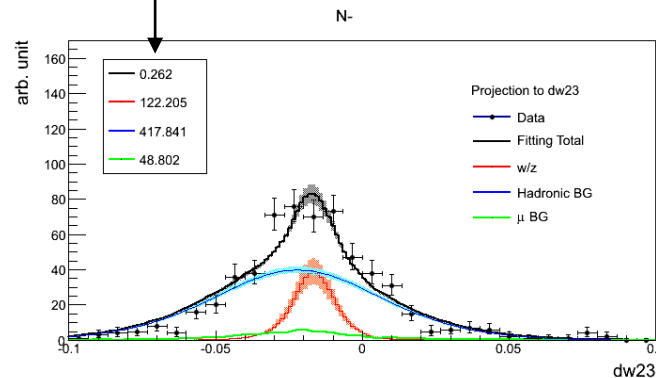 N-
arb. unit
160
140
120
100
80
60
40
20
0
0.262
122.205
417.841
48.802
Projection to dw23
Data
Fitting Total
w/z
Hadronic BG
μ BG
-0.1
-0.05
0
0.05
dw23